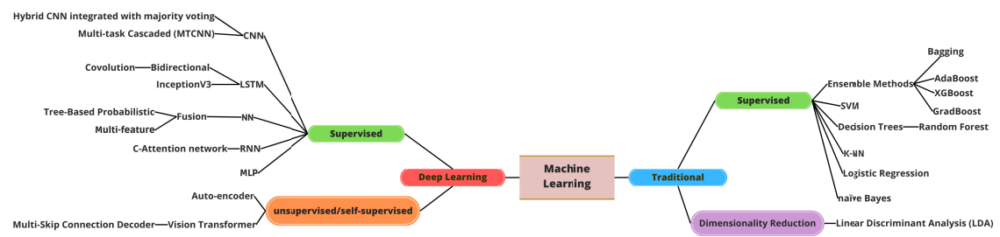 Hybrid CNN integrated with majority voting
Multi-task Cascaded (MTCNN)
CNN
Covolution
Bidirectional
InceptionV3
LSTM
Tree-Based Probabilistic
Multi-feature
Fusion
NN
C-Attention network
RNN
MLP
Supervised
Auto-encoder
Multi-Skip Connection Decoder
Vision Transformer
unsupervised/self-supervised
Deep Learning
Machine
Learning
Traditional
Supervised
Ensemble Methods
Bagging
AdaBoost
XGBoost
GradBoost
SVM
Decision Trees
Random Forest
K-NN
Logistic Regression
naïve Bayes
Dimensionality Reduction
Linear Discriminant Analysis (LDA)